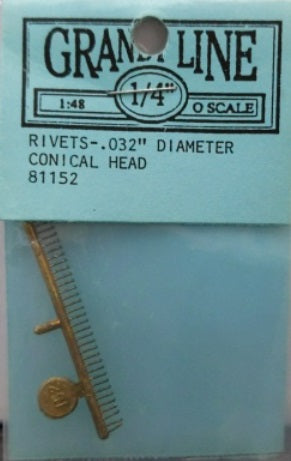 GRANDT LINE
1:48 1/4" O SCALE
RIVETS-.032" DIAMETER
CONICAL HEAD
81152